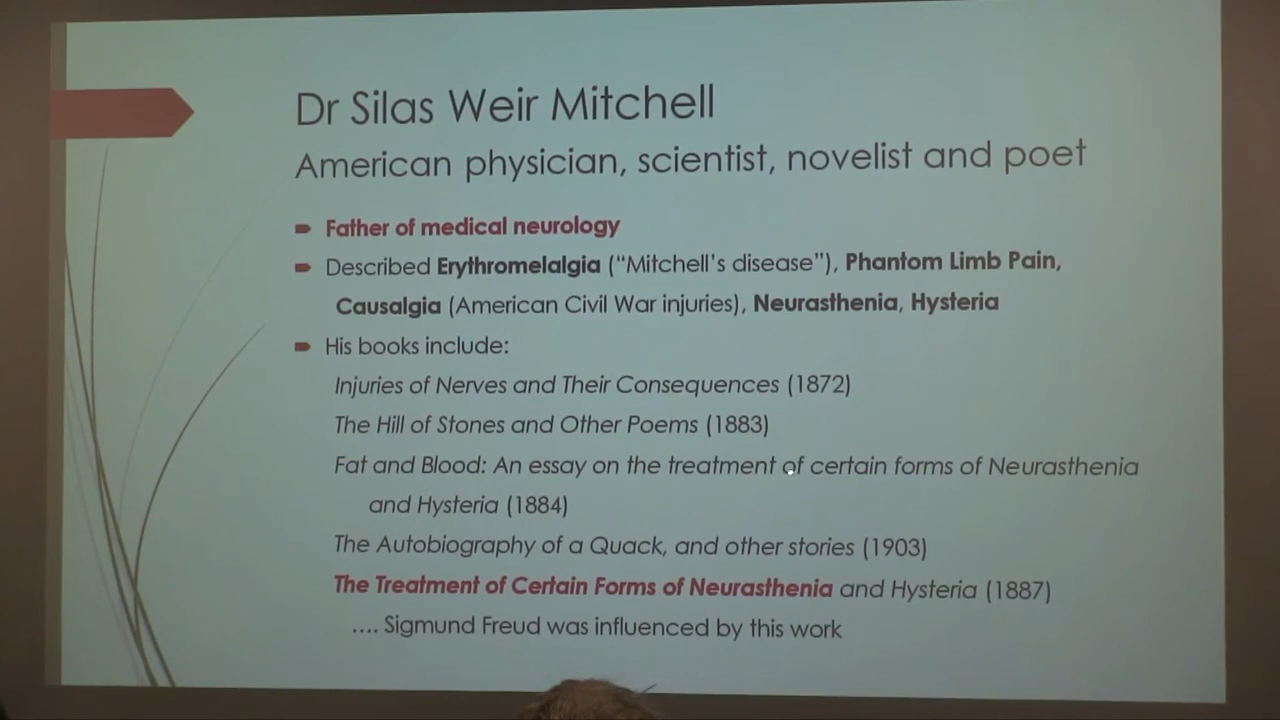 Dr Silas Weir Mitchell
American physician, scientist, novelist and poet
Father of medical neurology
Described Erythromelalgia (“Mitchell’s disease”), Phantom Limb Pain,
Causalgia (American Civil War injuries), Neurasthenia, Hysteria
His books include:
Injuries of Nerves and Their Consequences (1872)
The Hill of Stones and Other Poems (1883)
Fat and Blood: An essay on the treatment of certain forms of Neurasthenia
and Hysteria (1884)
The Autobiography of a Quack, and other stories (1903)
The Treatment of Certain Forms of Neurasthenia and Hysteria (1887)
.... Sigmund Freud was influenced by this work